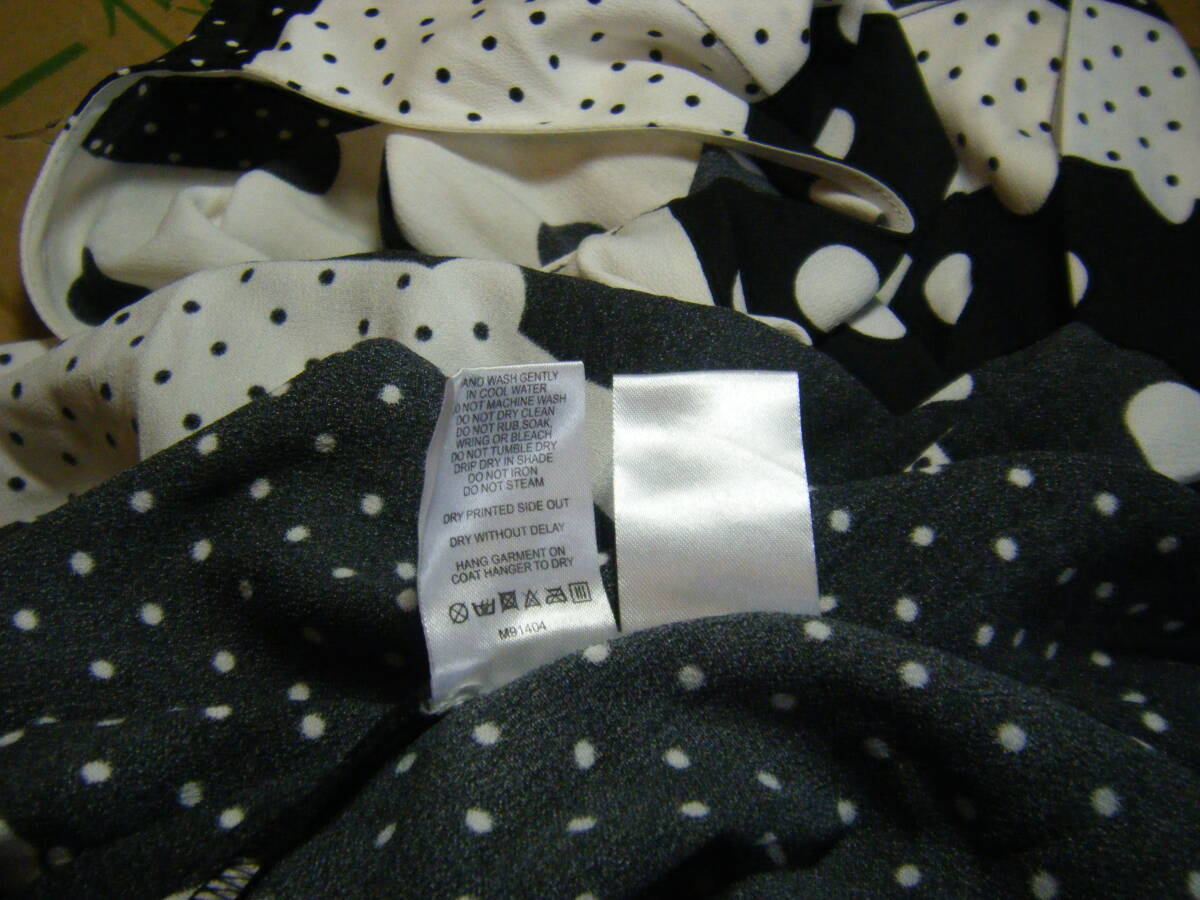 AND WASH GENTLY
IN COOL WATER
O NOT MACHINE WASH
DO NOT DRY CLEAN
DO NOT RUB,SOAK,
WRING OR BLEACH
DO NOT TUMBLE DRY
DRIP DRY IN SHADE
DO NOT IRON
DO NOT STEAM
DRY PRINTED SIDE OUT
DRY WITHOUT DELAY
HANG GARMENT ON
COAT HANGER TO DRY
M91404